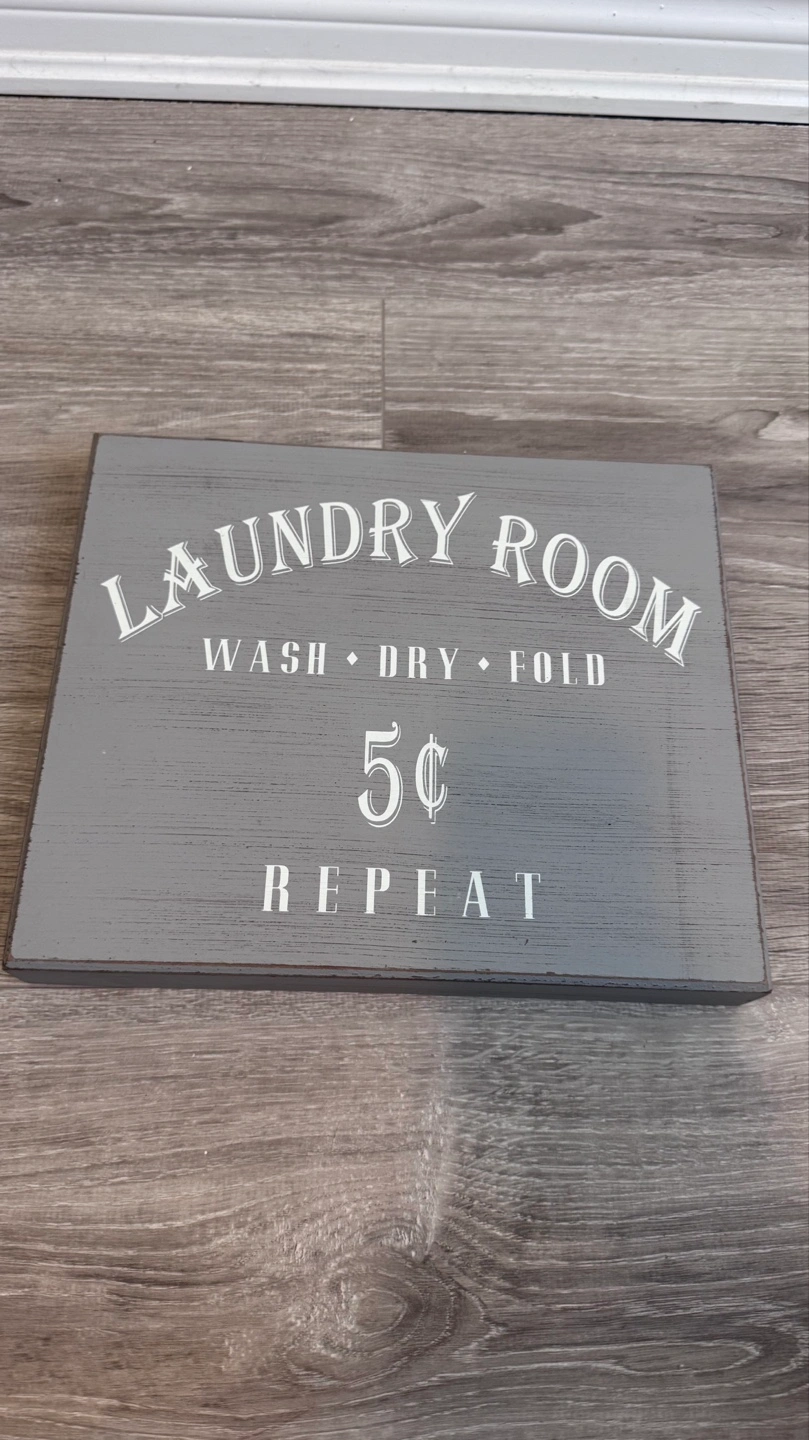 LAUNDRY ROOM
WASH ⬥ DRY ⬥ FOLD
5¢
REPEAT